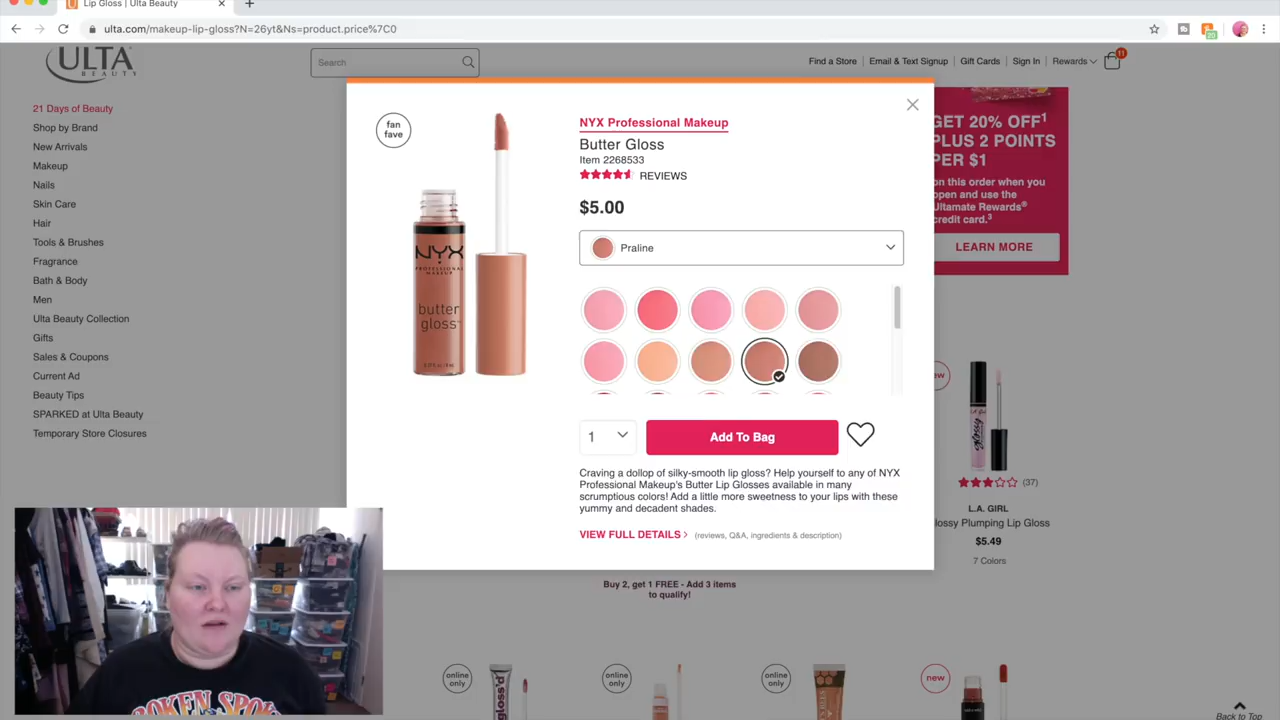 Lip Gloss | Ulta Beauty
ulta.com/makeup-lip-gloss?N=26yt&Ns=product.price%7C0
20
ULTA
BEAUTY
Search
Find a Store
Email & Text Signup
Gift Cards
Sign In
Rewards
11
21 Days of Beauty
Shop by Brand
New Arrivals
Makeup
Nails
Skin Care
Hair
Tools & Brushes
Fragrance
Bath & Body
Men
Ulta Beauty Collection
Gifts
Sales & Coupons
Current Ad
Beauty Tips
SPARKED at Ulta Beauty
Temporary Store Closures
fan
fave
NYX
PROFESSIONAL
MAKEUP
butter
gloss
NYX Professional Makeup
Butter Gloss
Item 2268533
REVIEWS
$5.00
Praline
1
Add To Bag
Craving a dollop of silky-smooth lip gloss? Help yourself to any of NYX
Professional Makeup's Butter Lip Glosses available in many
scrumptious colors! Add a little more sweetness to your lips with these
yummy and decadent shades.
VIEW FULL DETAILS > (reviews, Q&A, ingredients & description)
GET 20% OFF1
PLUS 2 POINTS
PER $1
on this order when you
open and use the
Ultamate Rewards®
credit card.3
LEARN MORE
new
glossy
(37)
L.A. GIRL
lossy Plumping Lip Gloss
$5.49
7 Colors
Buy 2, get 1 FREE - Add 3 items
to qualify!
online
only
online
only
online
only
new
gloss'd
Back to Top
BROKEN SPOKE